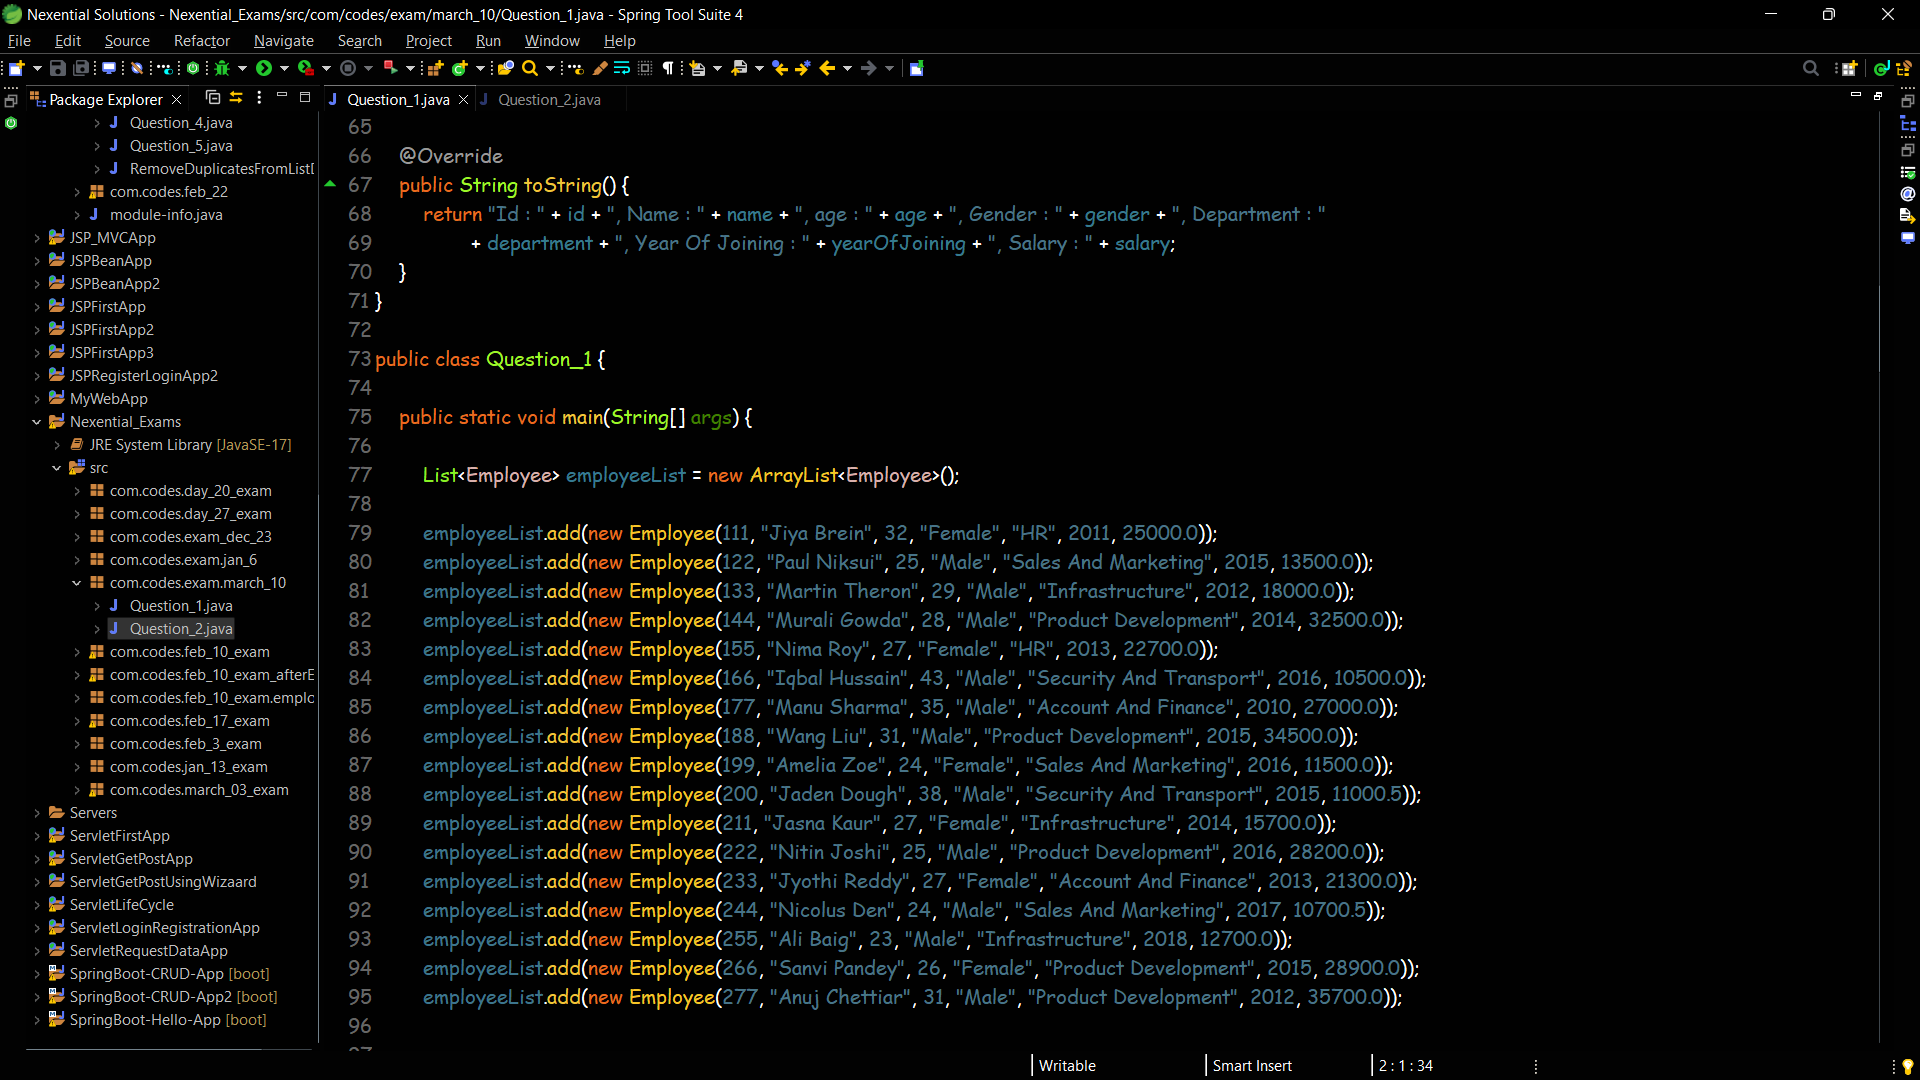 Nexential Solutions - Nexential_Exams/src/com/codes/exam/march_10/Question_1.java - Spring Tool Suite 4
File Edit Source Refactor Navigate Search Project Run Window Help
Package Explorer
Question_4.java
Question_5.java
RemoveDuplicatesFromListI
com.codes.feb_22
module-info.java
JSP_MVCApp
JSPBeanApp
JSPBeanApp2
JSPFirstApp
JSPFirstApp2
JSPFirstApp3
JSPRegisterLoginApp2
MyWebApp
Nexential_Exams
JRE System Library [JavaSE-17]
src
com.codes.day_20_exam
com.codes.day_27_exam
com.codes.exam_dec_23
com.codes.exam.jan_6
com.codes.exam.march_10
Question_1.java
Question_2.java
com.codes.feb_10_exam
com.codes.feb_10_exam_afterE
com.codes.feb_10_exam.emplo
com.codes.feb_17_exam
com.codes.feb_3_exam
com.codes.jan_13_exam
com.codes.march_03_exam
Servers
ServletFirstApp
ServletGetPostApp
ServletGetPostUsingWizaard
ServletLifeCycle
ServletLoginRegistrationApp
ServletRequestDataApp
SpringBoot-CRUD-App [boot]
SpringBoot-CRUD-App2 [boot]
SpringBoot-Hello-App [boot]
Question_1.java Question_2.java
65
66 @Override
67 public String toString() {
68 return "Id : " + id + ", Name : " + name + ", age : " + age + ", Gender : " + gender + ", Department : "
69 + department + ", Year Of Joining : " + yearOfJoining + ", Salary : " + salary;
70 }
71 }
72
73 public class Question_1 {
74
75 public static void main(String[] args) {
76
77 List<Employee> employeeList = new ArrayList<Employee>();
78
79 employeeList.add(new Employee(111, "Jiya Brein", 32, "Female", "HR", 2011, 25000.0));
80 employeeList.add(new Employee(122, "Paul Niksui", 25, "Male", "Sales And Marketing", 2015, 13500.0));
81 employeeList.add(new Employee(133, "Martin Theron", 29, "Male", "Infrastructure", 2012, 18000.0));
82 employeeList.add(new Employee(144, "Murali Gowda", 28, "Male", "Product Development", 2014, 32500.0));
83 employeeList.add(new Employee(155, "Nima Roy", 27, "Female", "HR", 2013, 22700.0));
84 employeeList.add(new Employee(166, "Iqbal Hussain", 43, "Male", "Security And Transport", 2016, 10500.0));
85 employeeList.add(new Employee(177, "Manu Sharma", 35, "Male", "Account And Finance", 2010, 27000.0));
86 employeeList.add(new Employee(188, "Wang Liu", 31, "Male", "Product Development", 2015, 34500.0));
87 employeeList.add(new Employee(199, "Amelia Zoe", 24, "Female", "Sales And Marketing", 2016, 11500.0));
88 employeeList.add(new Employee(200, "Jaden Dough", 38, "Male", "Security And Transport", 2015, 11000.5));
89 employeeList.add(new Employee(211, "Jasna Kaur", 27, "Female", "Infrastructure", 2014, 15700.0));
90 employeeList.add(new Employee(222, "Nitin Joshi", 25, "Male", "Product Development", 2016, 28200.0));
91 employeeList.add(new Employee(233, "Jyothi Reddy", 27, "Female", "Account And Finance", 2013, 21300.0));
92 employeeList.add(new Employee(244, "Nicolus Den", 24, "Male", "Sales And Marketing", 2017, 10700.5));
93 employeeList.add(new Employee(255, "Ali Baig", 23, "Male", "Infrastructure", 2018, 12700.0));
94 employeeList.add(new Employee(266, "Sanvi Pandey", 26, "Female", "Product Development", 2015, 28900.0));
95 employeeList.add(new Employee(277, "Anuj Chettiar", 31, "Male", "Product Development", 2012, 35700.0));
96
Writable Smart Insert 2 : 1 : 34